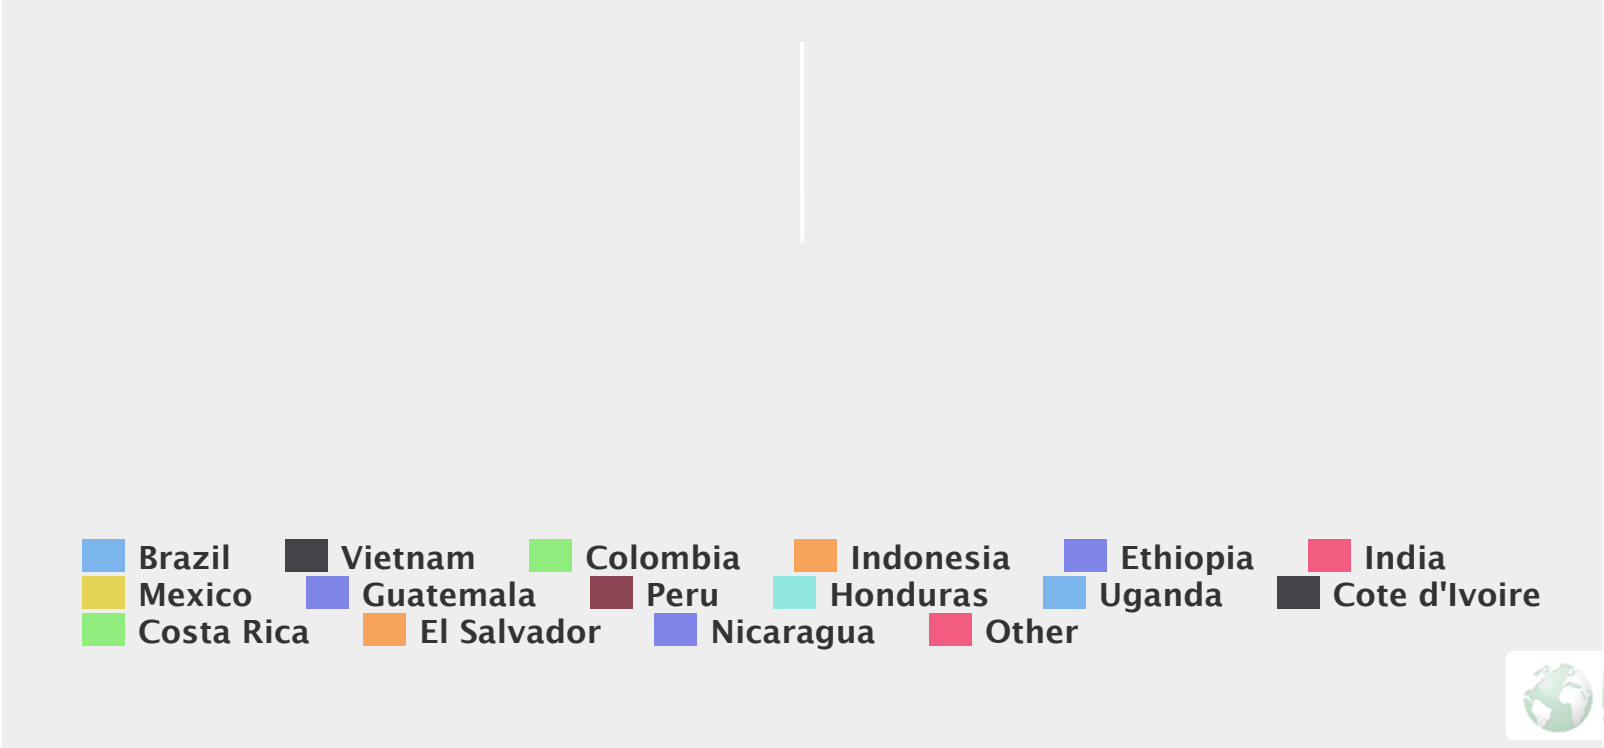 Brazil Vietnam Colombia Indonesia Ethiopia India
Mexico Guatemala Peru Honduras Uganda Cote d'Ivoire
Costa Rica El Salvador Nicaragua Other